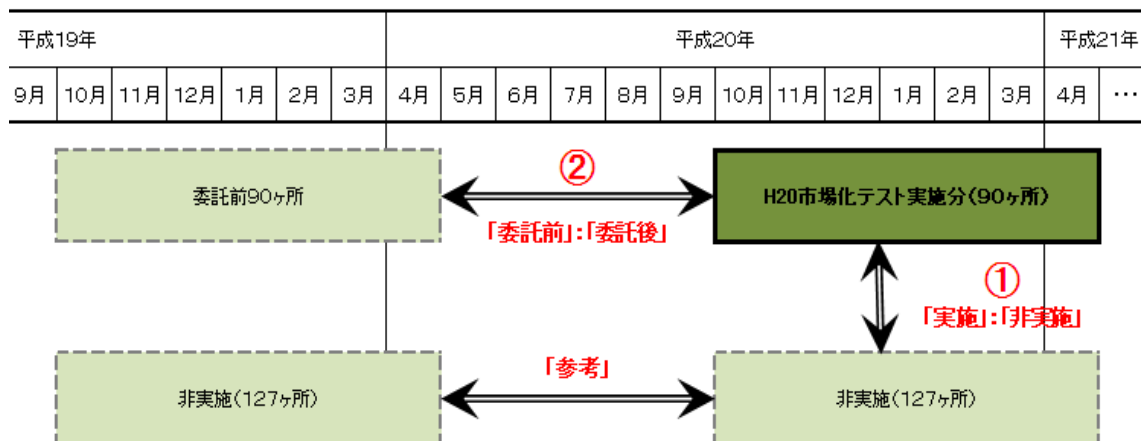 平成19年 平成20年 平成21年
9月 10月 11月 12月 1月 2月 3月 4月 5月 6月 7月 8月 9月 10月 11月 12月 1月 2月 3月 4月 …
委託前90ヶ所
②
「委託前」:「委託後」
H20市場化テスト実施分(90ヶ所)
①
「実施」:「非実施」
非実施(127ヶ所)
「参考」
非実施(127ヶ所)